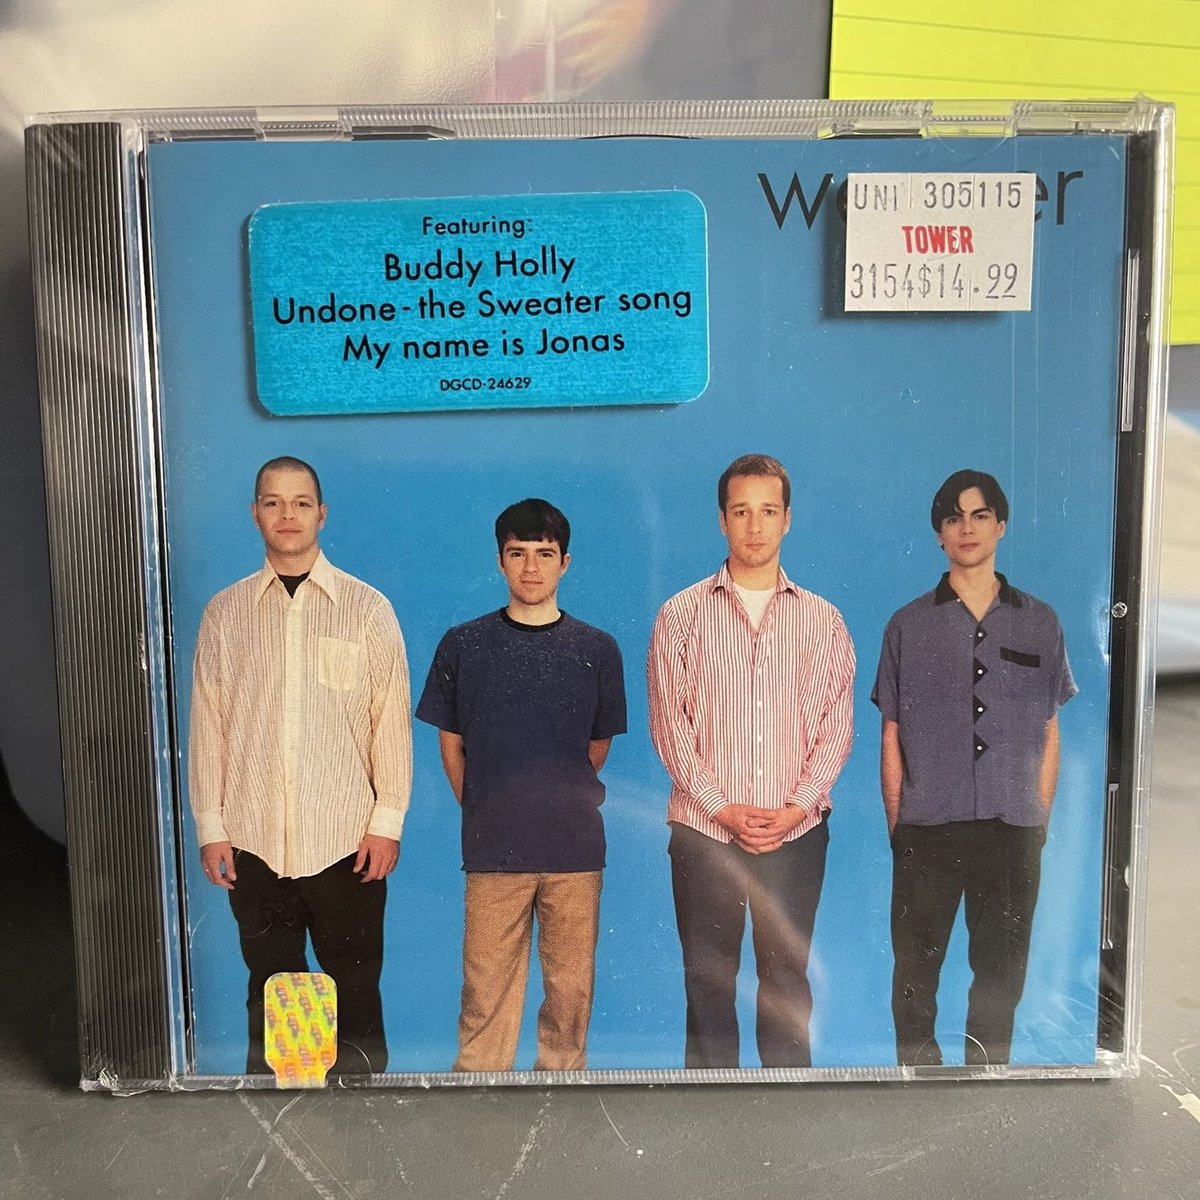 we er
UNI 305115
TOWER
3154$14.99
Featuring:
Buddy Holly
Undone-the Sweater song
My name is Jonas
DGCD-24629